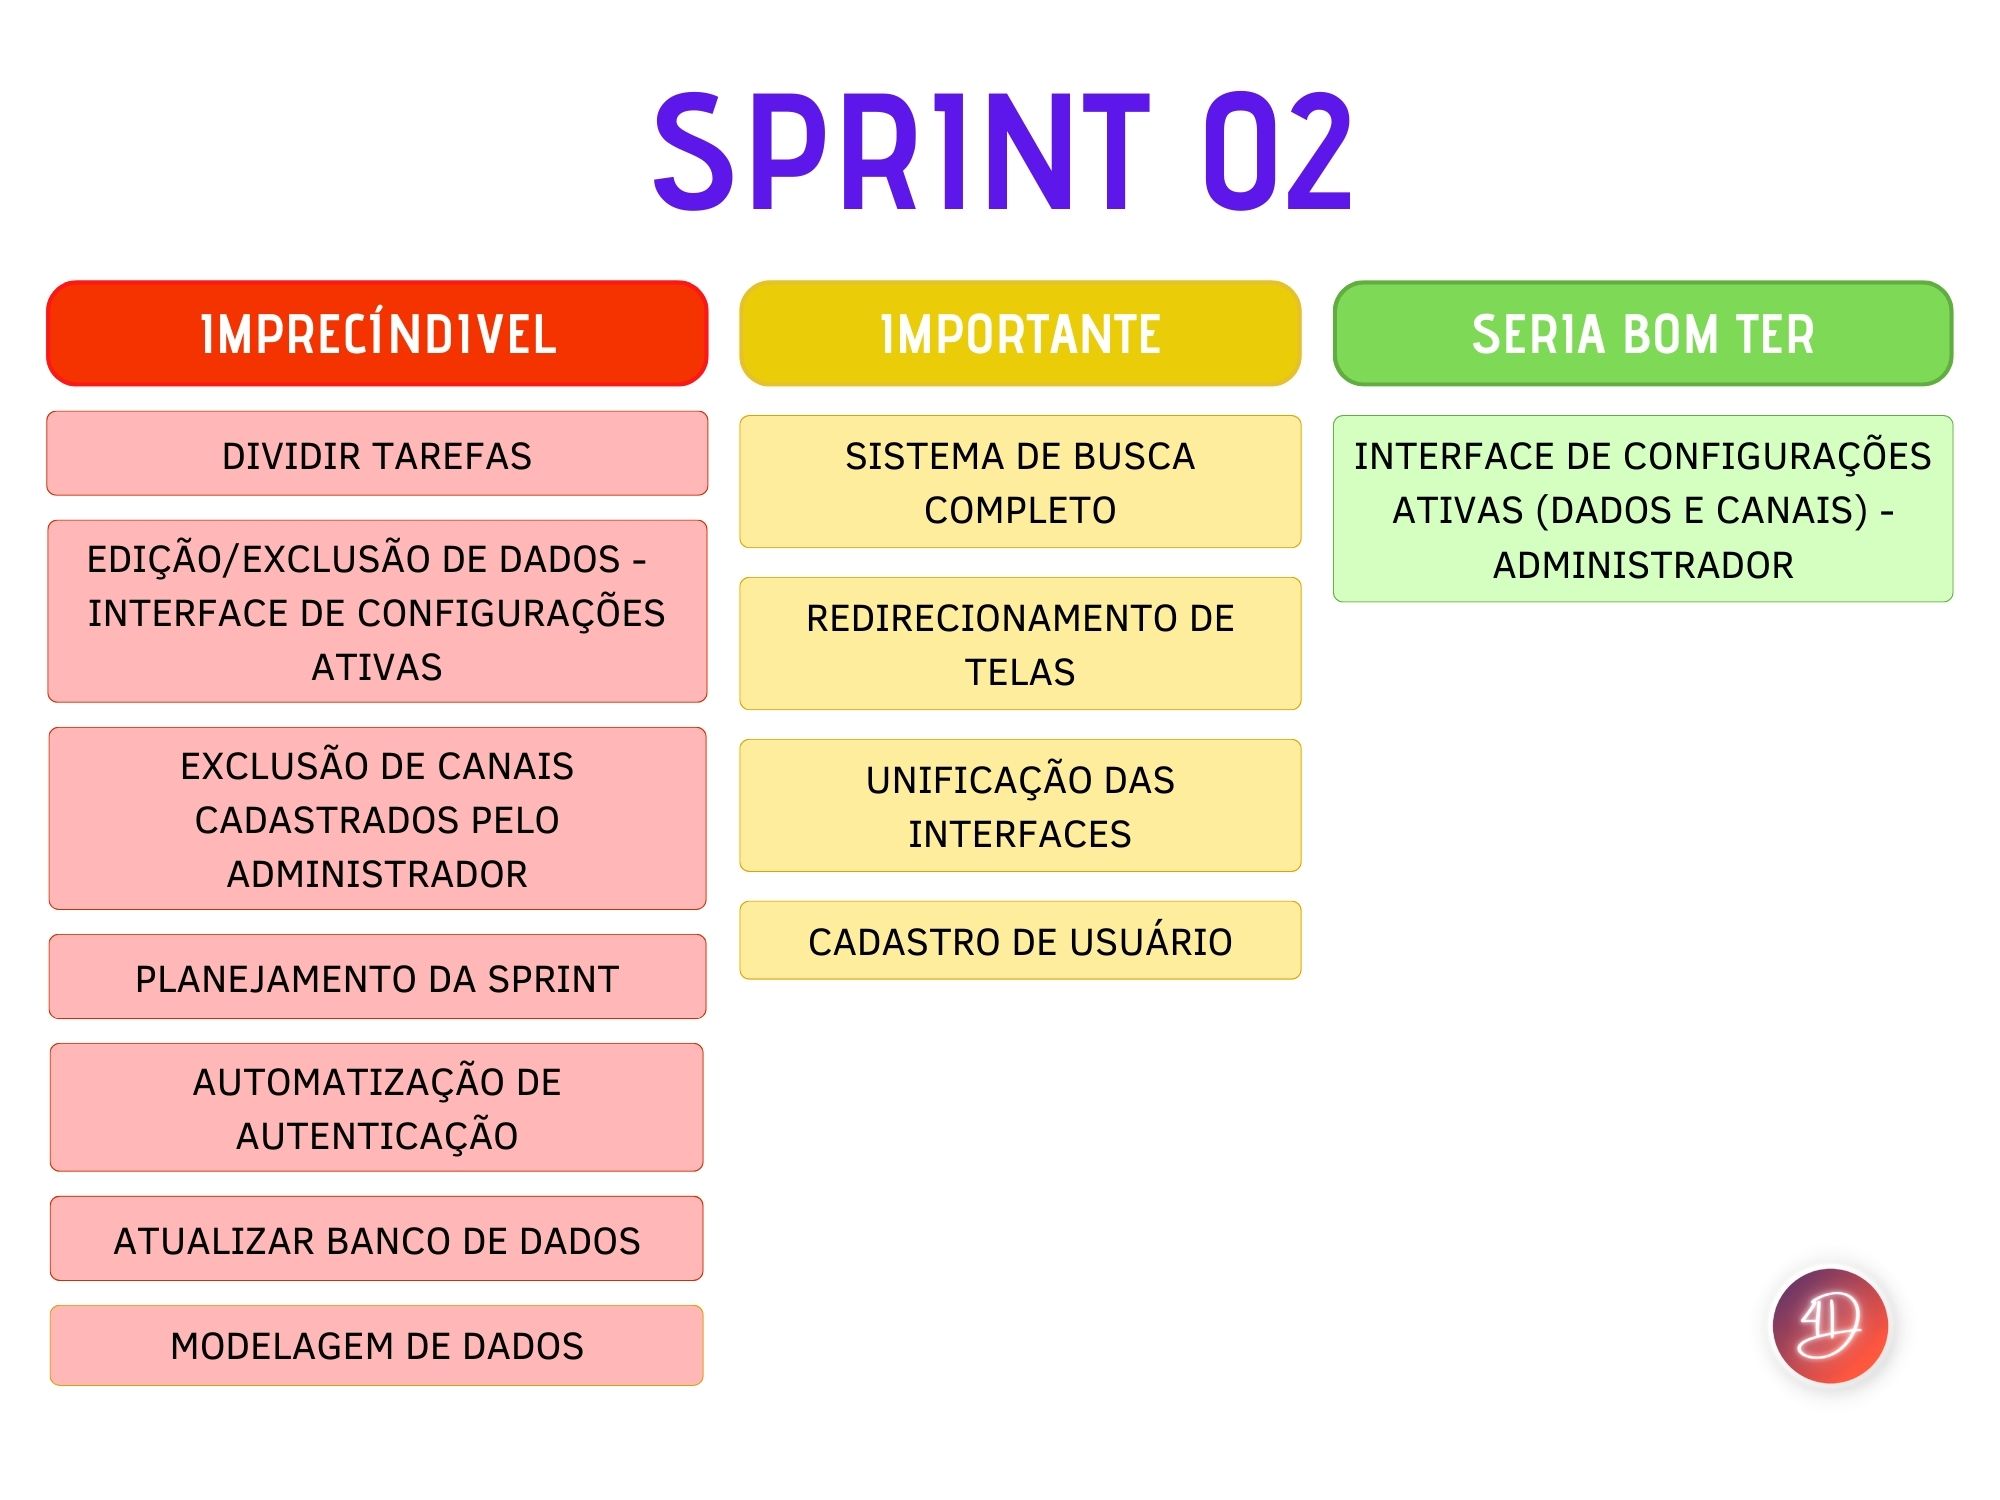 SPRINT 02
IMPRECÍNDIVEL
DIVIDIR TAREFAS
EDIÇÃO/EXCLUSÃO DE DADOS -
INTERFACE DE CONFIGURAÇÕES
ATIVAS
EXCLUSÃO DE CANAIS
CADASTRADOS PELO
ADMINISTRADOR
PLANEJAMENTO DA SPRINT
AUTOMATIZAÇÃO DE
AUTENTICAÇÃO
ATUALIZAR BANCO DE DADOS
MODELAGEM DE DADOS
IMPORTANTE
SISTEMA DE BUSCA
COMPLETO
REDIRECIONAMENTO DE
TELAS
UNIFICAÇÃO DAS
INTERFACES
CADASTRO DE USUÁRIO
SERIA BOM TER
INTERFACE DE CONFIGURAÇÕES
ATIVAS (DADOS E CANAIS) -
ADMINISTRADOR
4D